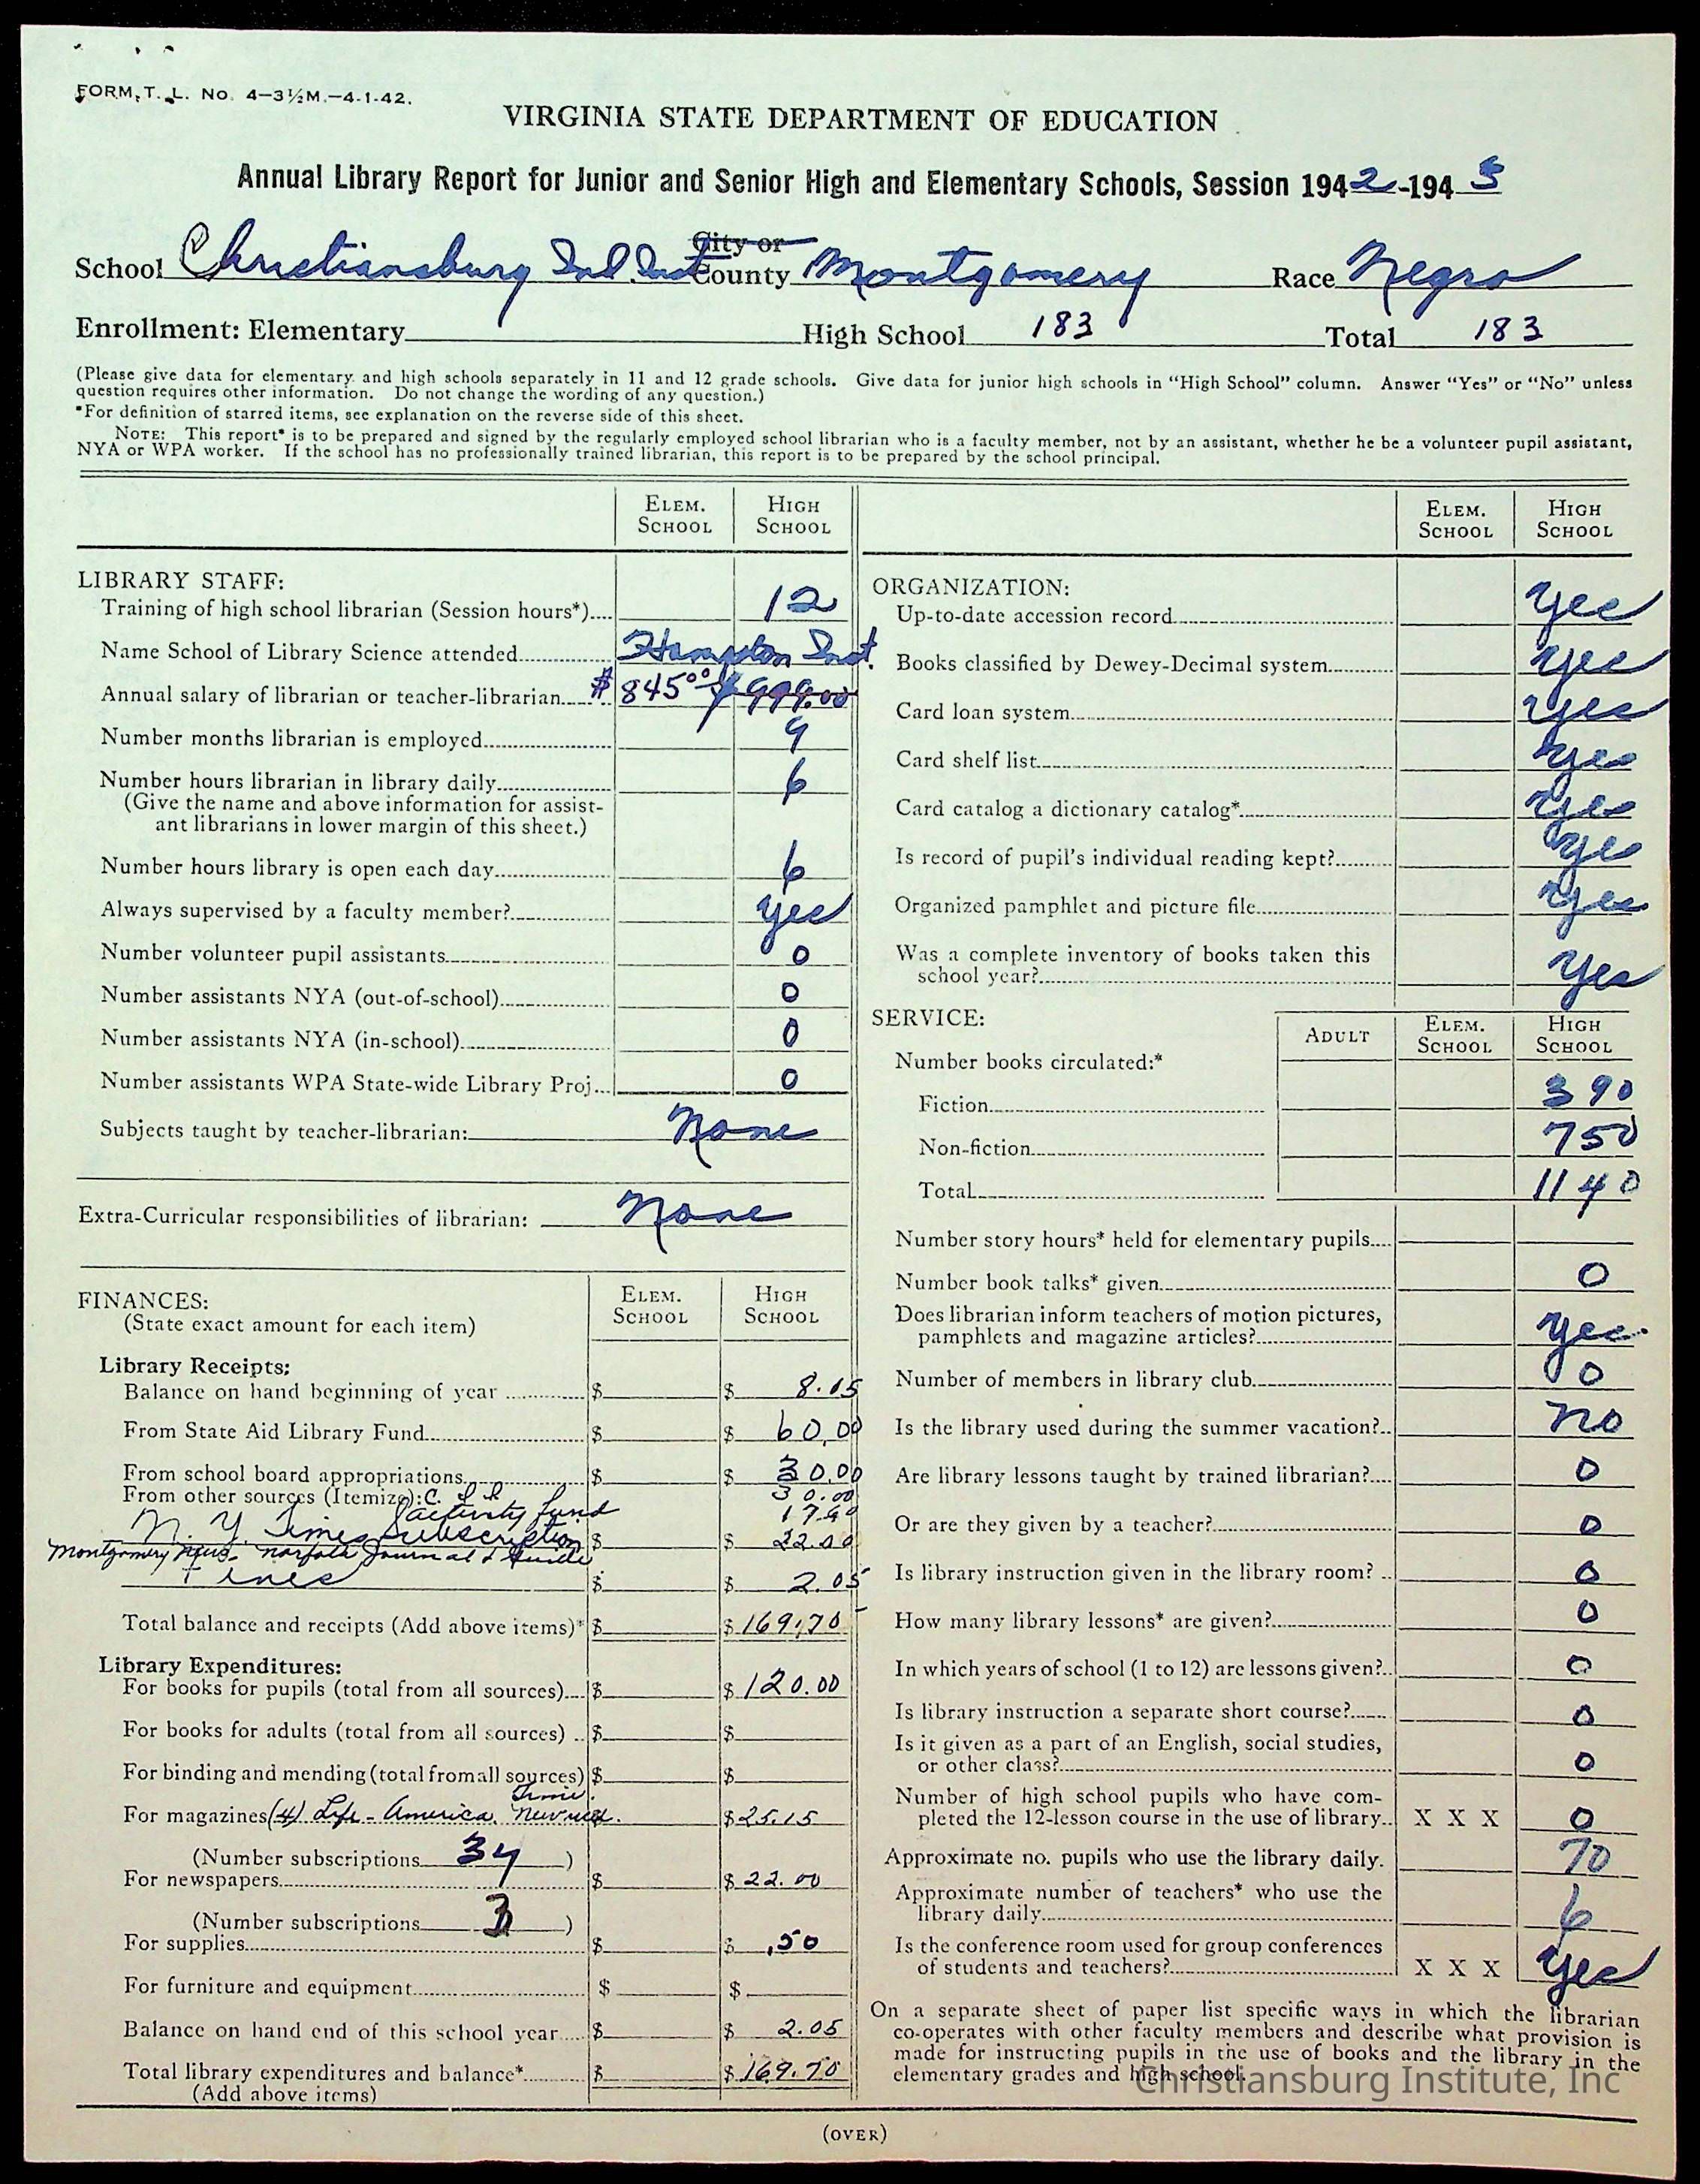 FORM, T. L. No. 4—3½M.—4-1-42.
VIRGINIA STATE DEPARTMENT OF EDUCATION
Annual Library Report for Junior and Senior High and Elementary Schools, Session 1942-1943
School Christiansburg Ind. Inst. City or County Montgomery Race Negro
Enrollment: Elementary High School 183 Total 183
(Please give data for elementary and high schools separately in 11 and 12 grade schools. Give data for junior high schools in “High School” column. Answer “Yes” or “No” unless
question requires other information. Do not change the wording of any question.)
*For definition of starred items, see explanation on the reverse side of this sheet.
NOTE: This report* is to be prepared and signed by the regularly employed school librarian who is a faculty member, not by an assistant, whether he be a volunteer pupil assistant,
NYA or WPA worker. If the school has no professionally trained librarian, this report is to be prepared by the school principal.
ELEM. SCHOOL HIGH SCHOOL
LIBRARY STAFF:
Training of high school librarian (Session hours*) 12
Name School of Library Science attended Hampton Inst.
Annual salary of librarian or teacher-librarian $845.00 999.00
Number months librarian is employed 9
Number hours librarian in library daily 6
(Give the name and above information for assist-
ant librarians in lower margin of this sheet.)
Number hours library is open each day 6
Always supervised by a faculty member? yes
Number volunteer pupil assistants 0
Number assistants NYA (out-of-school) 0
Number assistants NYA (in-school) 0
Number assistants WPA State-wide Library Proj. 0
Subjects taught by teacher-librarian: None
Extra-Curricular responsibilities of librarian: None
FINANCES: ELEM. SCHOOL HIGH SCHOOL
(State exact amount for each item)
Library Receipts:
Balance on hand beginning of year $ $ 8.05
From State Aid Library Fund $ $ 60.00
From school board appropriations $ $ 30.00
From other sources (Itemize): C. I. I. 30.00
activity fund 17.60
N. Y. Times Subscription $ $ 22.00
Montgomery News - Norfolk Journal & Guide
Fines $ $ 2.05
Total balance and receipts (Add above items)* $ $169.70
Library Expenditures:
For books for pupils (total from all sources) $ $120.00
For books for adults (total from all sources) $ $
For binding and mending (total from all sources) $ $
Time
For magazines (4) Life - America, Newsweek. $25.15
(Number subscriptions 34)
For newspapers $ $22.00
(Number subscriptions 3)
For supplies $ $ .50
For furniture and equipment $ $
Balance on hand end of this school year $ $ 2.05
Total library expenditures and balance* $ $169.70
(Add above items)
ELEM. SCHOOL HIGH SCHOOL
ORGANIZATION:
Up-to-date accession record yes
Books classified by Dewey-Decimal system yes
Card loan system yes
Card shelf list yes
Card catalog a dictionary catalog* yes
Is record of pupil’s individual reading kept? yes
Organized pamphlet and picture file yes
Was a complete inventory of books taken this
school year? yes
SERVICE: ADULT ELEM. SCHOOL HIGH SCHOOL
Number books circulated:*
Fiction 390
Non-fiction 750
Total 1140
Number story hours* held for elementary pupils
Number book talks* given 0
Does librarian inform teachers of motion pictures,
pamphlets and magazine articles? yes
Number of members in library club 0
Is the library used during the summer vacation? no
Are library lessons taught by trained librarian? 0
Or are they given by a teacher? 0
Is library instruction given in the library room? 0
How many library lessons* are given? 0
In which years of school (1 to 12) are lessons given? 0
Is library instruction a separate short course? 0
Is it given as a part of an English, social studies,
or other class? 0
Number of high school pupils who have com-
pleted the 12-lesson course in the use of library X X X 0
Approximate no. pupils who use the library daily. 70
Approximate number of teachers* who use the
library daily 6
Is the conference room used for group conferences
of students and teachers? X X X yes
On a separate sheet of paper list specific ways in which the librarian
co-operates with other faculty members and describe what provision is
made for instructing pupils in the use of books and the library in the
elementary grades and high school.
Christiansburg Institute, Inc
(OVER)